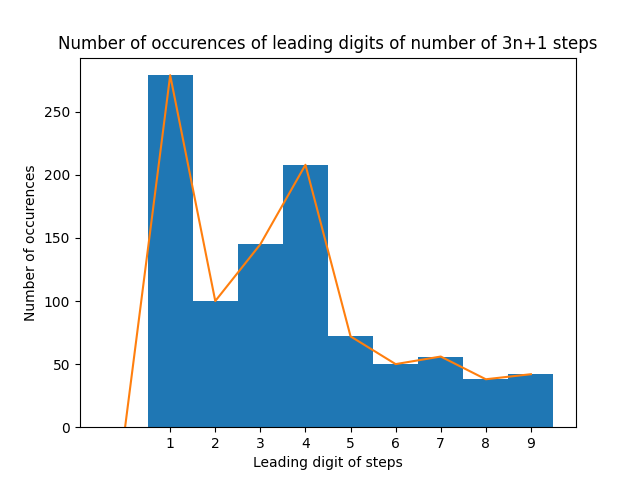 Number of occurences of leading digits of number of 3n+1 steps
250
200
150
100
50
0
Number of occurences
1 2 3 4 5 6 7 8 9
Leading digit of steps